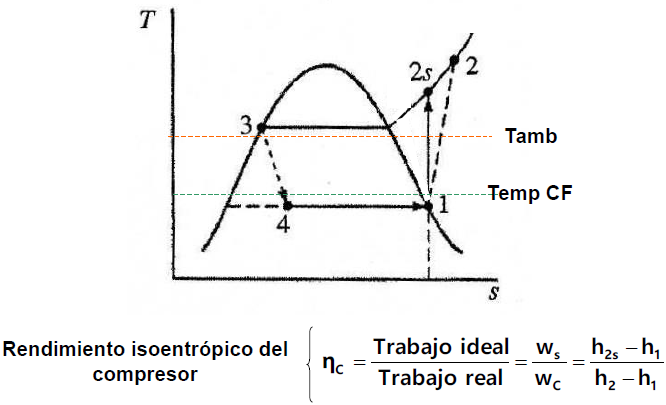 T
2s
2
3
Tamb
Temp CF
4
1
s
Rendimiento isoentrópico del
compresor
η_C = Trabajo ideal / Trabajo real = w_s / w_C = (h_2s − h_1) / (h_2 − h_1)